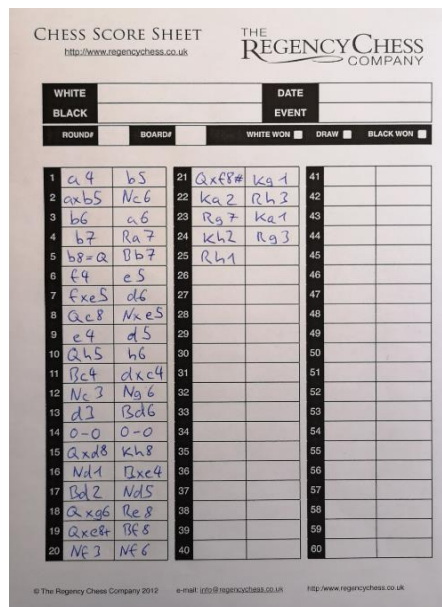 CHESS SCORE SHEET
http://www.regencychess.co.uk
THE
REGENCY CHESS
COMPANY
WHITE DATE
BLACK EVENT
ROUND# BOARD# WHITE WON DRAW BLACK WON
1 a4 b5
2 axb5 Nc6
3 b6 a6
4 b7 Ra7
5 b8=Q Bb7
6 f4 e5
7 fxe5 d6
8 Qc8 Nxe5
9 e4 d5
10 Qh5 h6
11 Bc4 dxc4
12 Nc3 Ng6
13 d3 Bd6
14 0-0 0-0
15 Qxd8 Kh8
16 Nd1 Bxe4
17 Bd2 Nd5
18 Qxg6 Re8
19 Qxe8+ Bf8
20 Nf3 Nf6
21 Qxf8# Kg1
22 Ka2 Rh3
23 Rg7 Ka1
24 Kh2 Rg3
25 Rh1
26
27
28
29
30
31
32
33
34
35
36
37
38
39
40
41
42
43
44
45
46
47
48
49
50
51
52
53
54
55
56
57
58
59
60
© The Regency Chess Company 2012 e-mail: info@regencychess.co.uk http://www.regencychess.co.uk